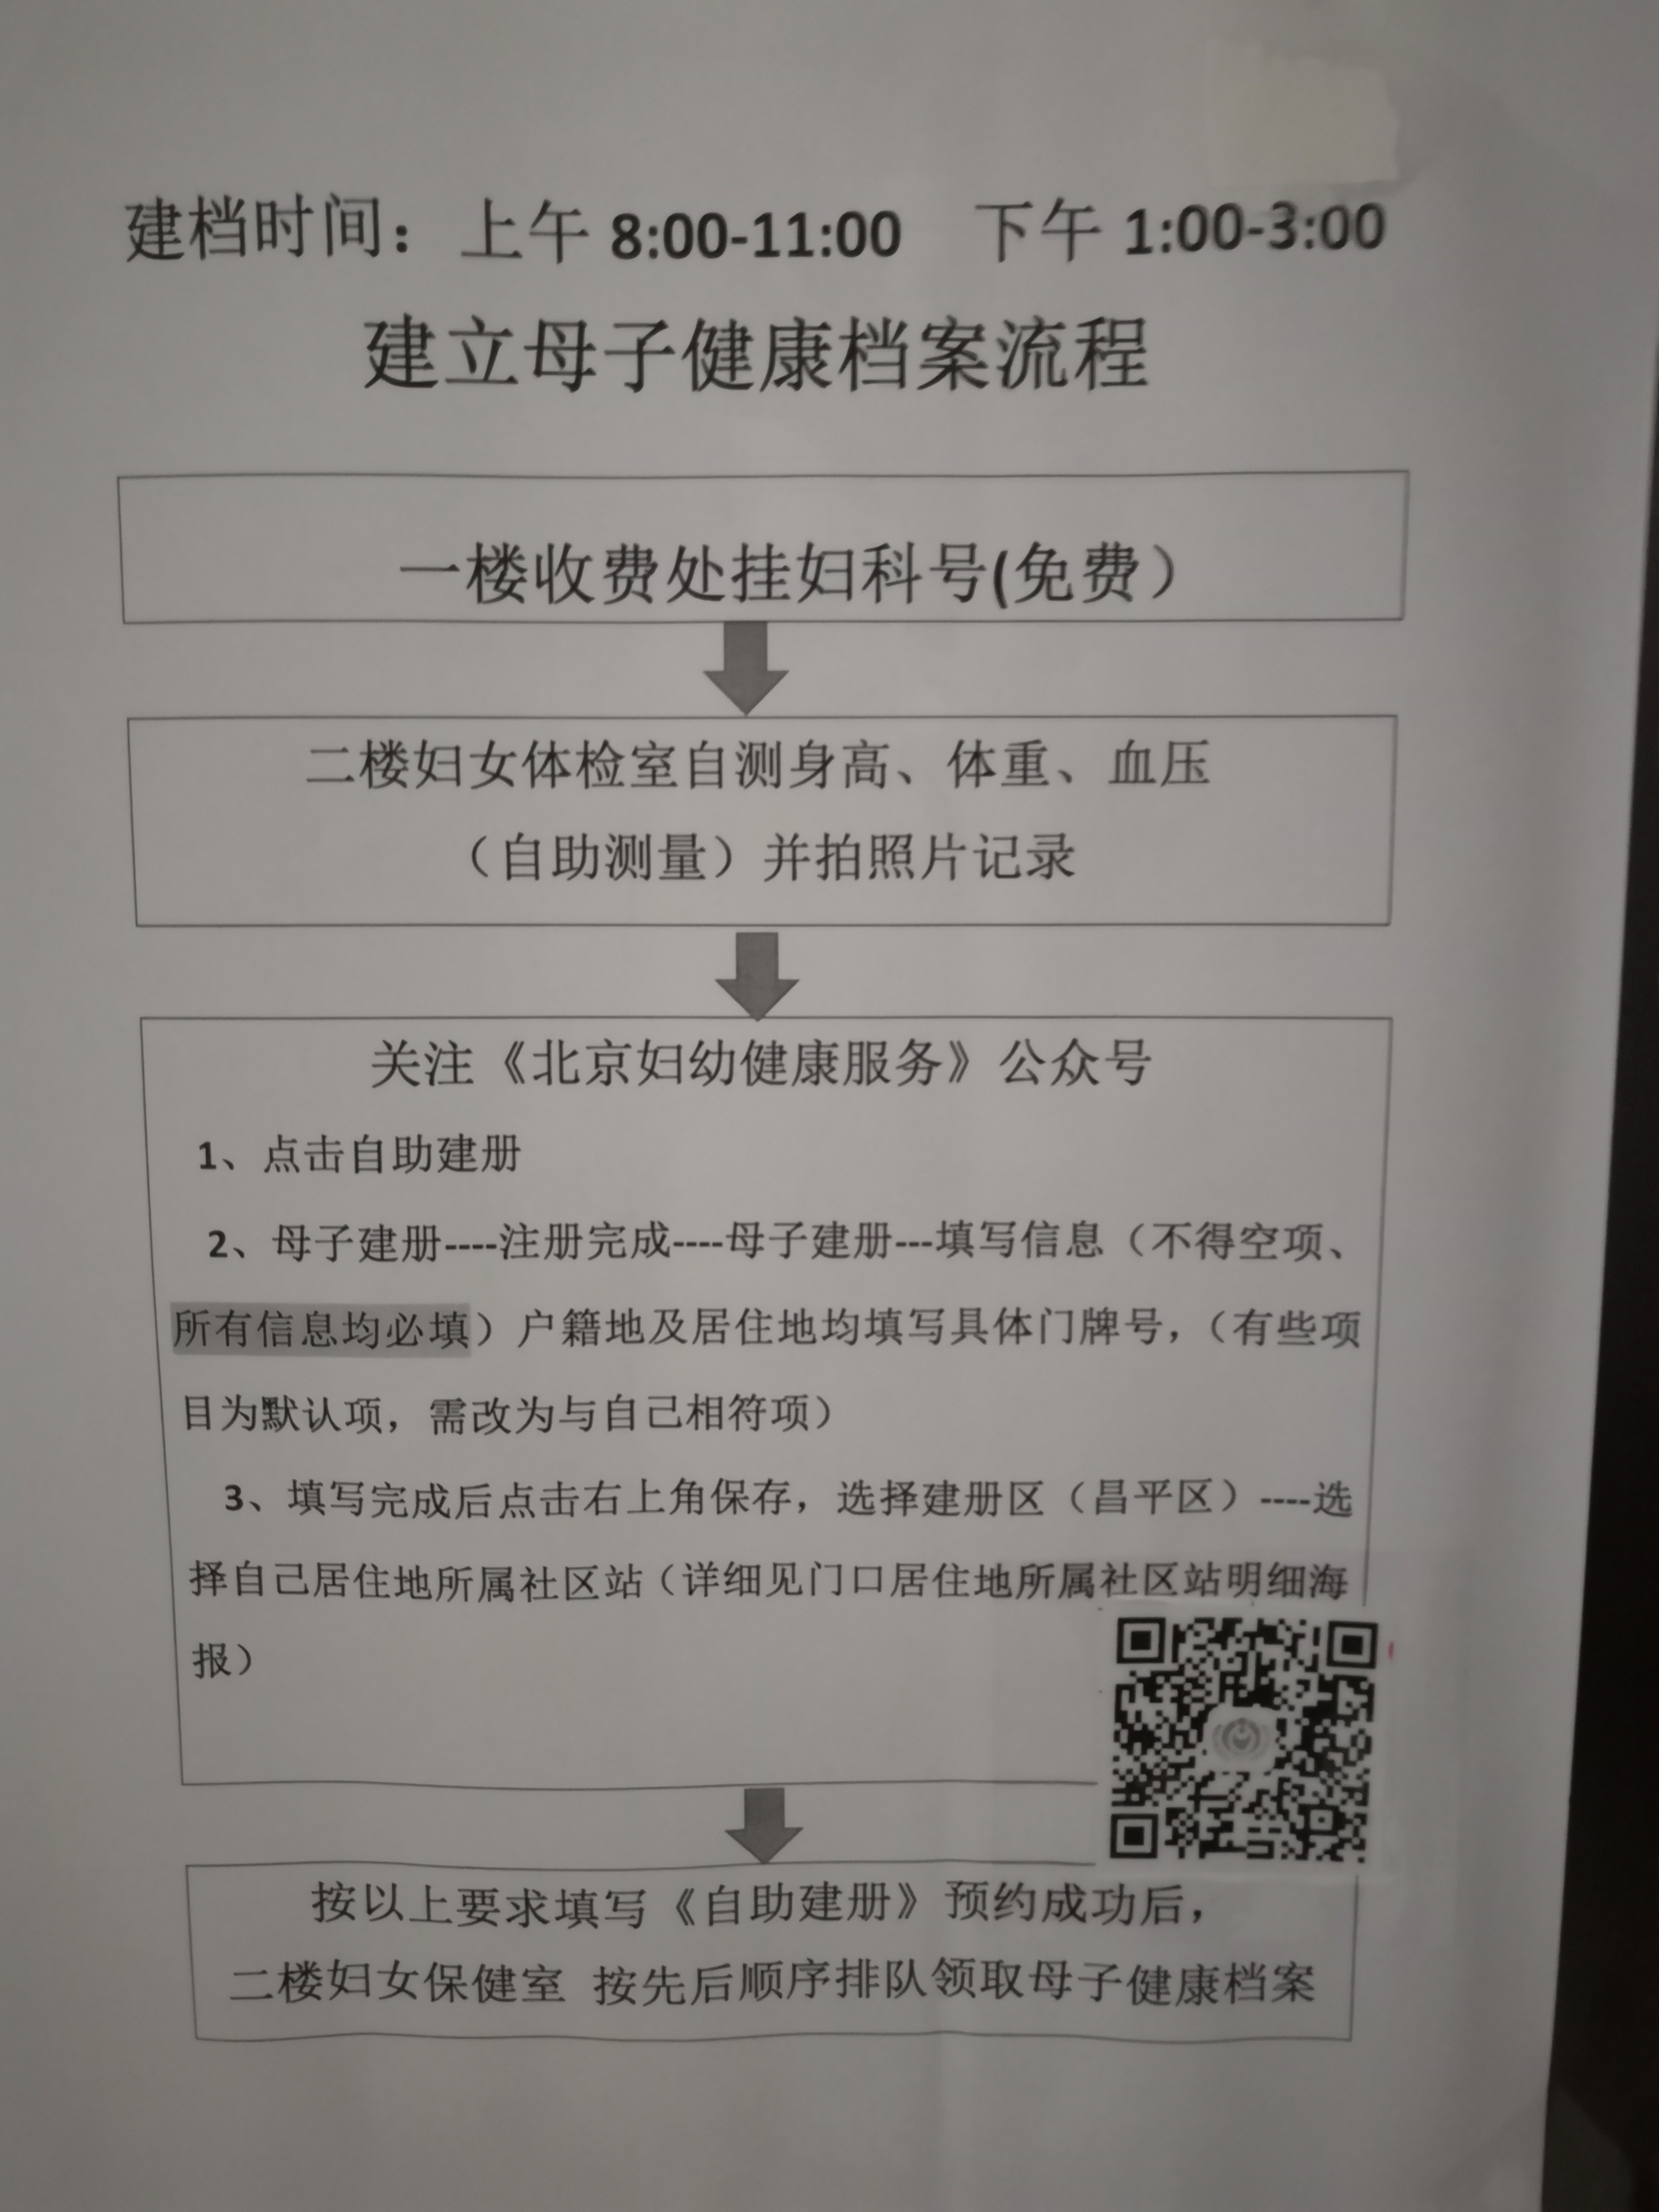 建档时间：上午 8:00-11:00 下午 1:00-3:00
建立母子健康档案流程
一楼收费处挂妇科号(免费）
二楼妇女体检室自测身高、体重、血压
（自助测量）并拍照片记录
关注《北京妇幼健康服务》公众号
1、点击自助建册
2、母子建册----注册完成----母子建册---填写信息（不得空项、
所有信息均必填）户籍地及居住地均填写具体门牌号，（有些项
目为默认项，需改为与自己相符项）
3、填写完成后点击右上角保存，选择建册区（昌平区）----选
择自己居住地所属社区站（详细见门口居住地所属社区站明细海
报）
按以上要求填写《自助建册》预约成功后，
二楼妇女保健室 按先后顺序排队领取母子健康档案